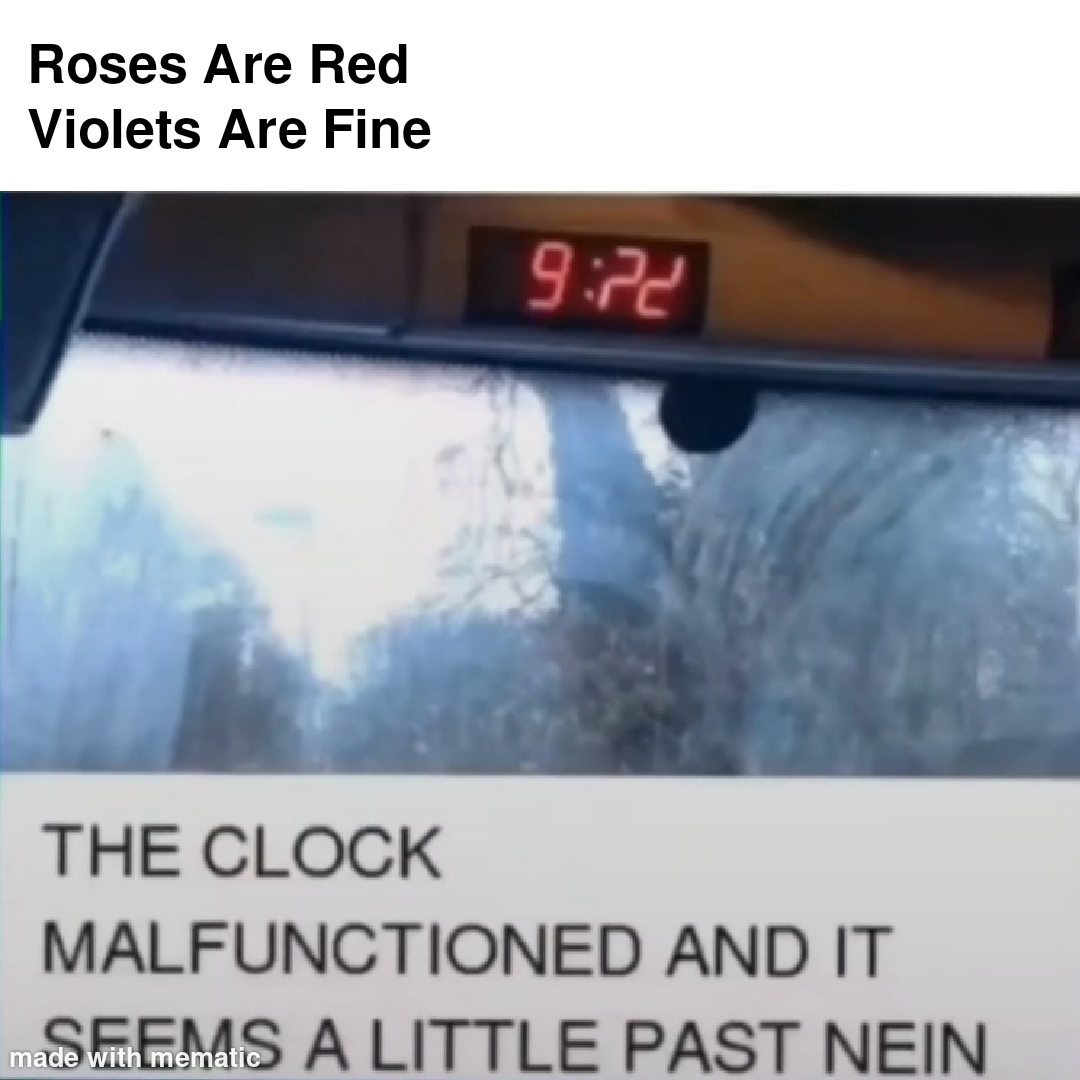 Roses Are Red
Violets Are Fine
THE CLOCK
MALFUNCTIONED AND IT
SEEMS A LITTLE PAST NEIN
made with mematic